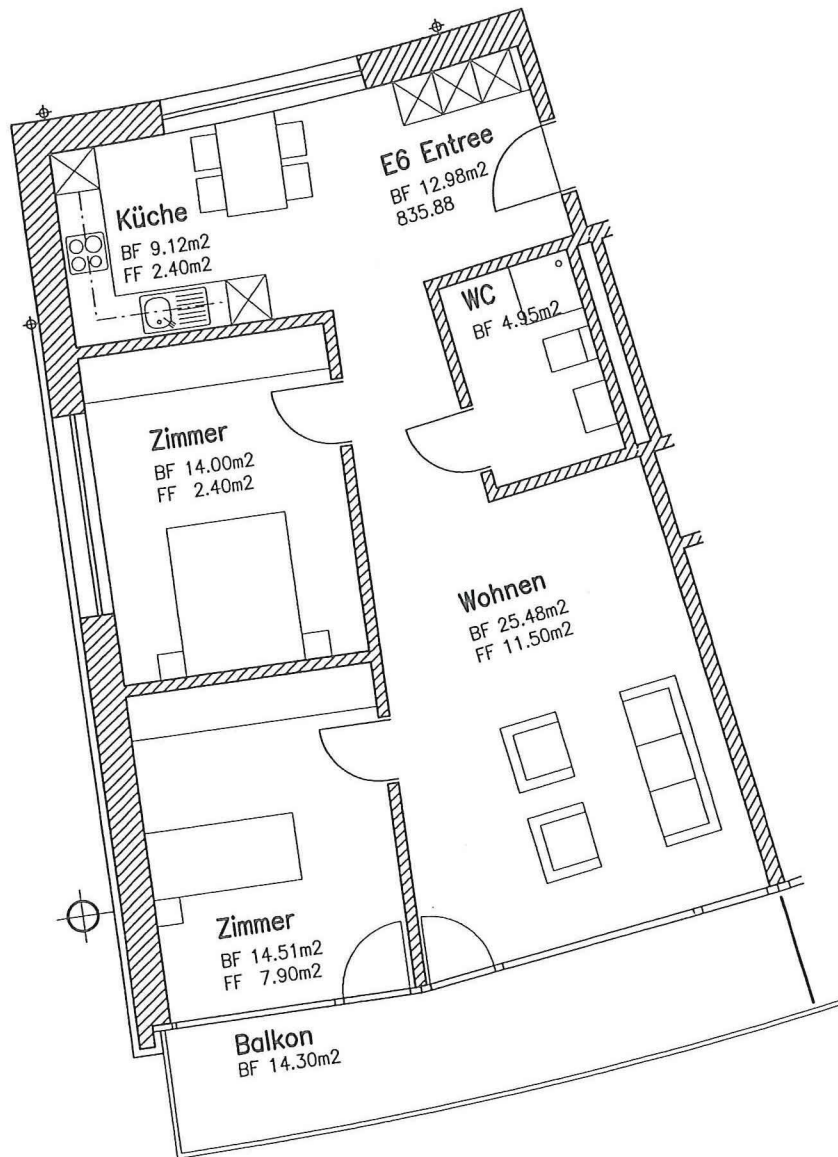 E6 Entree
BF 12.98m2
835.88
Küche
BF 9.12m2
FF 2.40m2
WC
BF 4.95m2
Zimmer
BF 14.00m2
FF 2.40m2
Wohnen
BF 25.48m2
FF 11.50m2
Zimmer
BF 14.51m2
FF 7.90m2
Balkon
BF 14.30m2